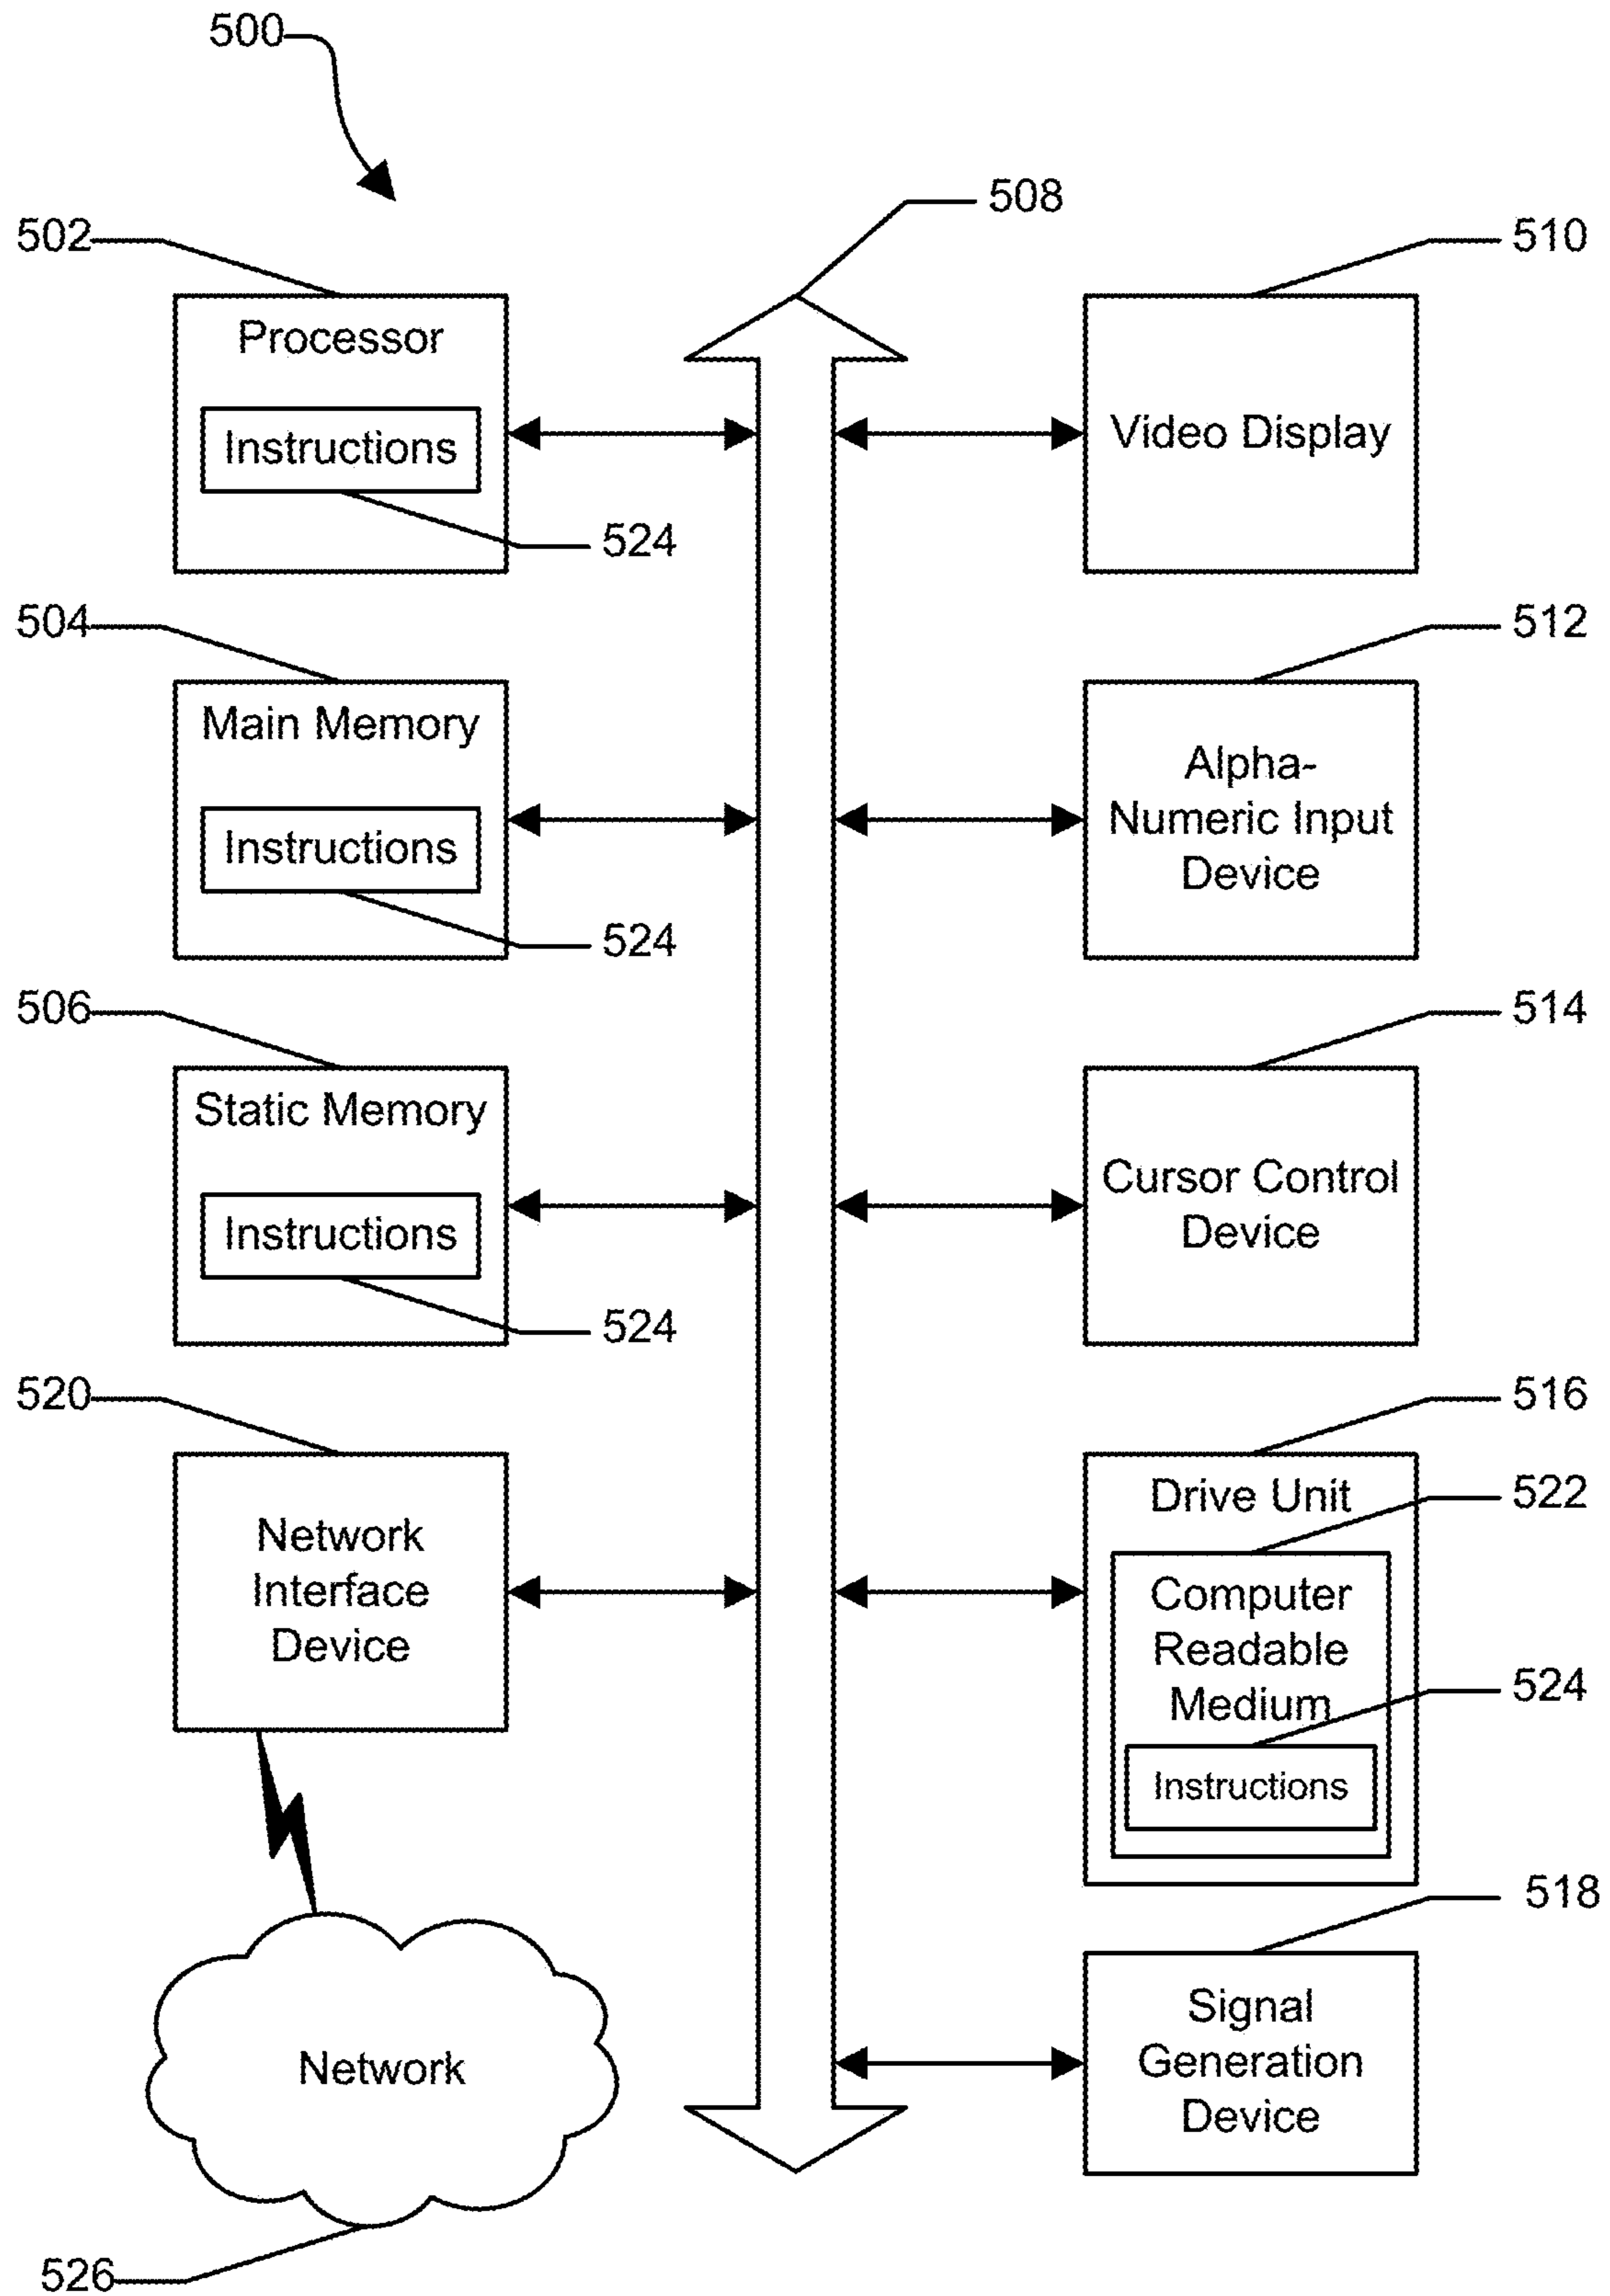 500
508
502
510
Processor
Instructions
Video Display
524
504
512
Main Memory
Instructions
Alpha-
Numeric Input
Device
524
506
514
Static Memory
Instructions
Cursor Control
Device
524
520
516
Network
Interface
Device
Drive Unit
522
Computer
Readable
Medium
524
Instructions
518
Signal
Generation
Device
Network
526